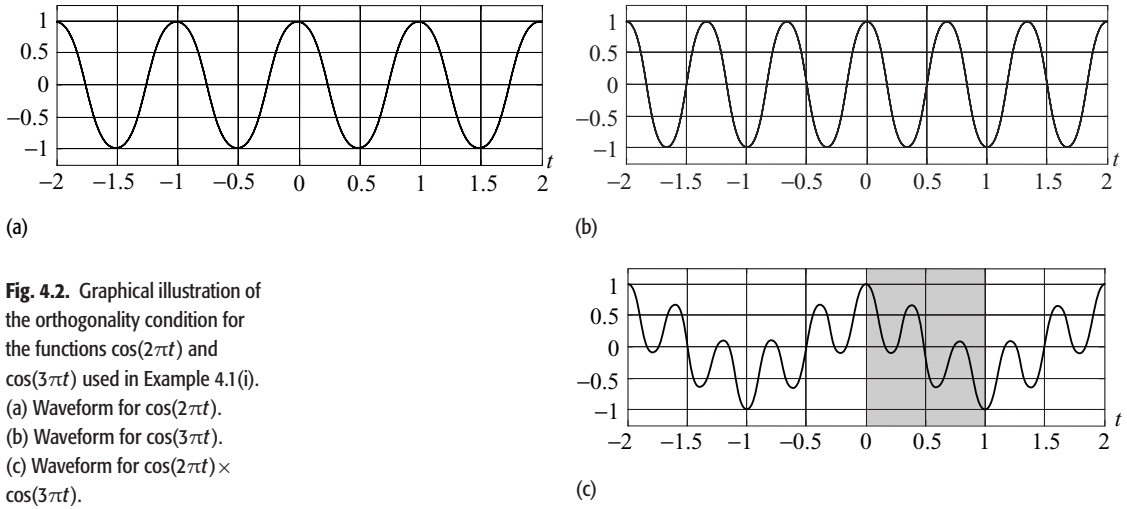 1
0.5
0
−0.5
−1
−2 −1.5 −1 −0.5 0 0.5 1 1.5 2
t
(a)
1
0.5
0
−0.5
−1
−2 −1.5 −1 −0.5 0 0.5 1 1.5 2
t
(b)
Fig. 4.2. Graphical illustration of
the orthogonality condition for
the functions cos(2πt) and
cos(3πt) used in Example 4.1(i).
(a) Waveform for cos(2πt).
(b) Waveform for cos(3πt).
(c) Waveform for cos(2πt)×
cos(3πt).
1
0.5
0
−0.5
−1
−2 −1.5 −1 −0.5 0 0.5 1 1.5 2
t
(c)